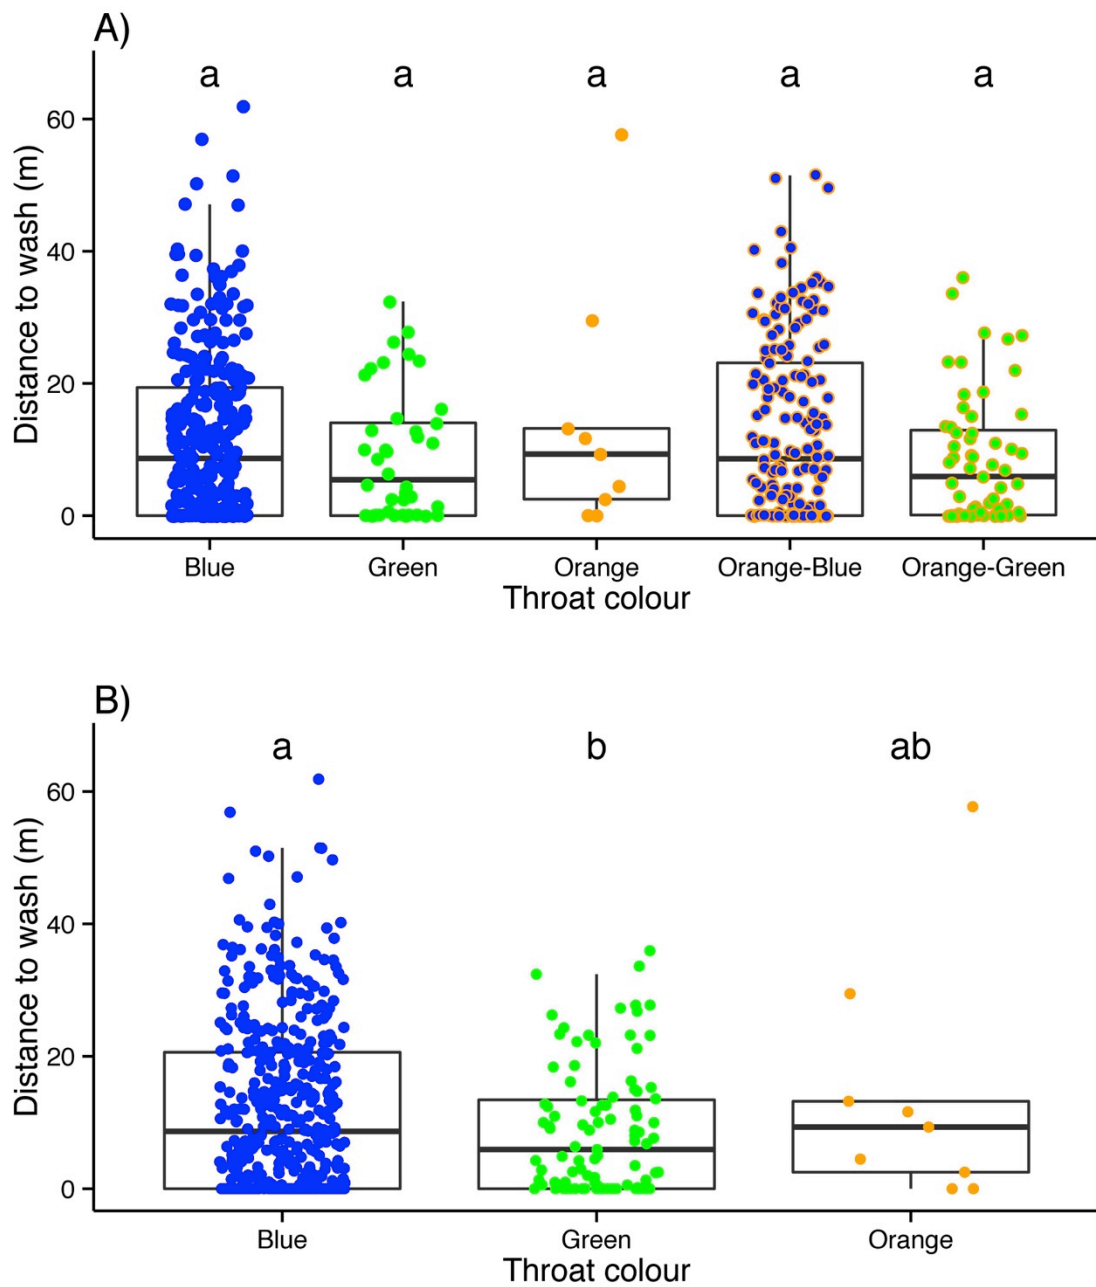 A)
a a a a a
60
40
20
0
Distance to wash (m)
Blue Green Orange Orange-Blue Orange-Green
Throat colour
B)
a b ab
60
40
20
0
Distance to wash (m)
Blue Green Orange
Throat colour